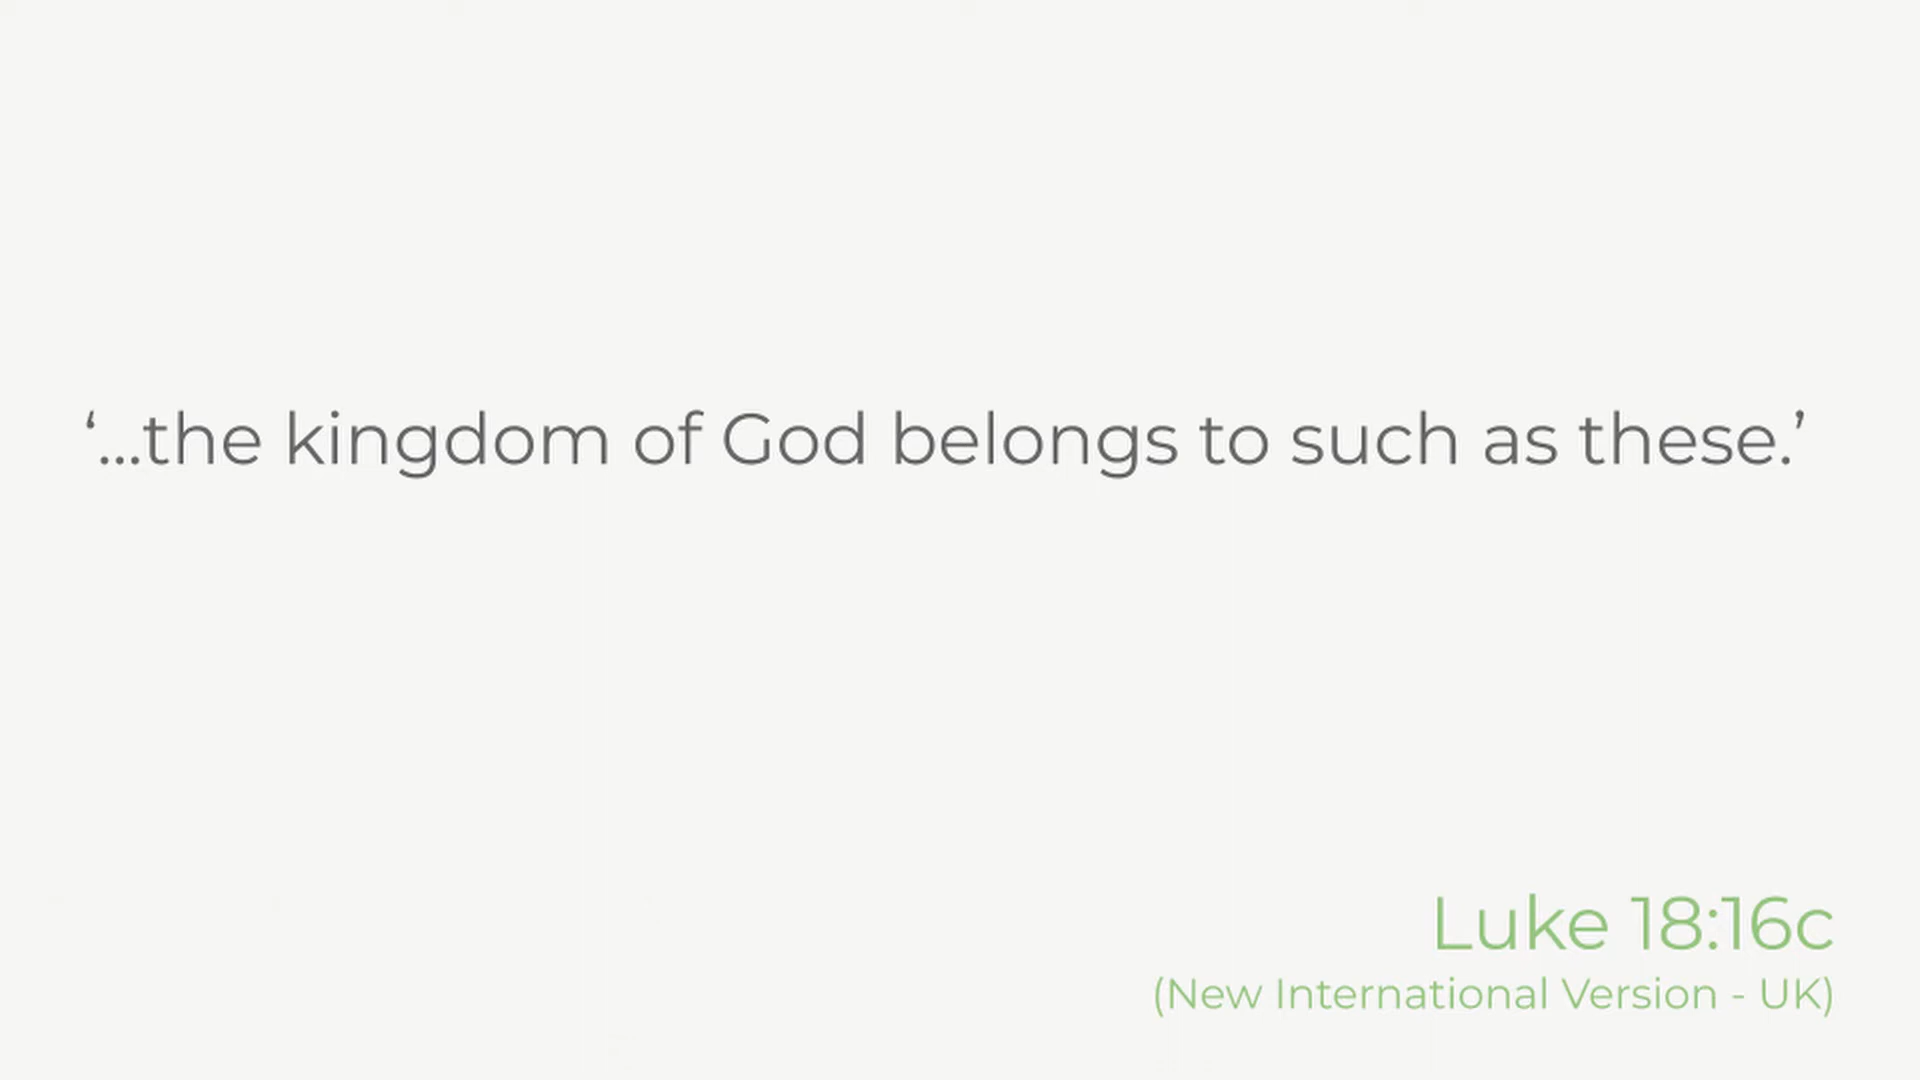 ‘...the kingdom of God belongs to such as these.’
Luke 18:16c
(New International Version - UK)